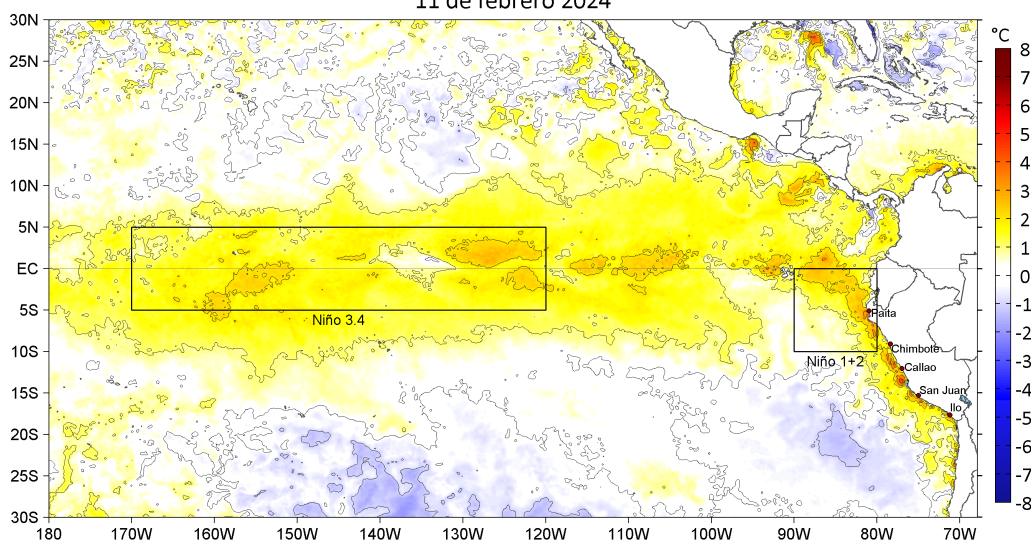 11 de febrero 2024
30N
25N
20N
15N
10N
5N
EC
5S
10S
15S
20S
25S
30S
180
170W
160W
150W
140W
130W
120W
110W
100W
90W
80W
70W
Niño 3.4
Niño 1+2
Paita
Chimbote
Callao
San Juan
Ilo
°C
8
7
6
5
4
3
2
1
0
-1
-2
-3
-4
-5
-6
-7
-8